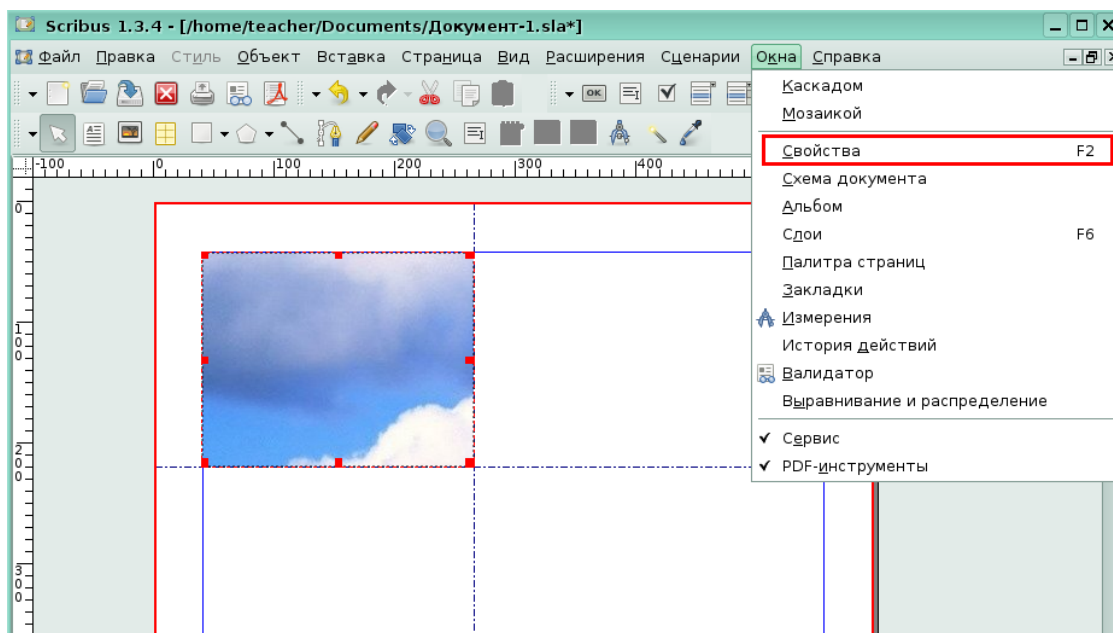 Scribus 1.3.4 - [/home/teacher/Documents/Документ-1.sla*]
Файл Правка Стиль Объект Вставка Страница Вид Расширения Сценарии Окна Справка
OK
-100 0 100 200 300 400
0
100
200
300
Каскадом
Мозаикой
Свойства F2
Схема документа
Альбом
Слои F6
Палитра страниц
Закладки
Измерения
История действий
Валидатор
Выравнивание и распределение
Сервис
PDF-инструменты